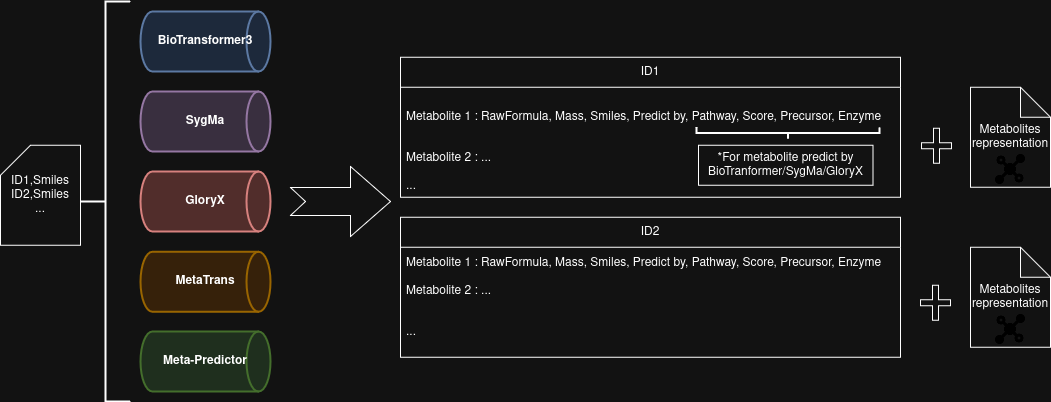 ID1,Smiles
ID2,Smiles
...
BioTransformer3
SygMa
GloryX
MetaTrans
Meta-Predictor
ID1
Metabolite 1 : RawFormula, Mass, Smiles, Predict by, Pathway, Score, Precursor, Enzyme
*For metabolite predict by
BioTranformer/SygMa/GloryX
Metabolite 2 : ...
...
ID2
Metabolite 1 : RawFormula, Mass, Smiles, Predict by, Pathway, Score, Precursor, Enzyme
Metabolite 2 : ...
...
Metabolites
representation
Metabolites
representation